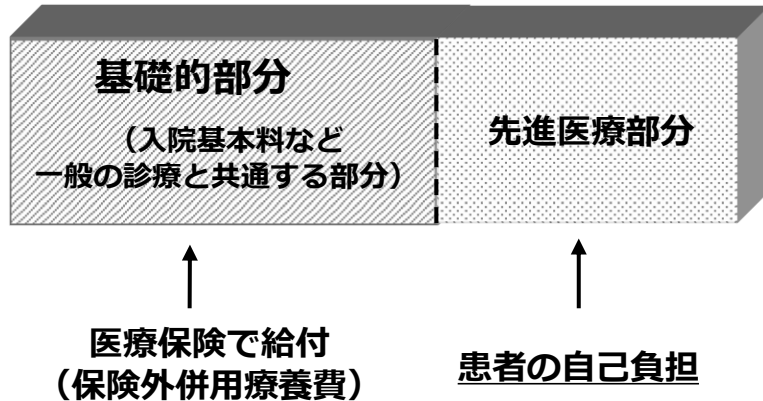 基礎的部分
（入院基本料など
一般の診療と共通する部分）
先進医療部分
医療保険で給付
（保険外併用療養費）
患者の自己負担